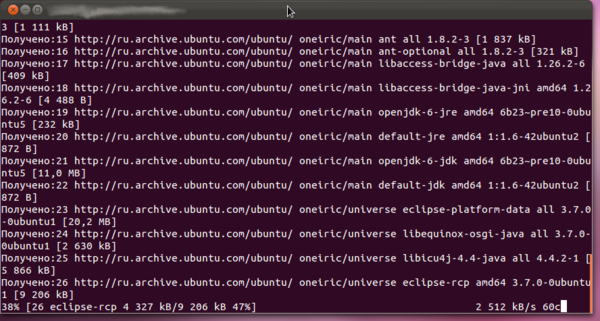 3 [1 111 kB]
Получено:15 http://ru.archive.ubuntu.com/ubuntu/ oneiric/main ant all 1.8.2-3 [1 837 kB]
Получено:16 http://ru.archive.ubuntu.com/ubuntu/ oneiric/main ant-optional all 1.8.2-3 [321 kB]
Получено:17 http://ru.archive.ubuntu.com/ubuntu/ oneiric/main libaccess-bridge-java all 1.26.2-6
[409 kB]
Получено:18 http://ru.archive.ubuntu.com/ubuntu/ oneiric/main libaccess-bridge-java-jni amd64 1.2
6.2-6 [4 488 B]
Получено:19 http://ru.archive.ubuntu.com/ubuntu/ oneiric/main openjdk-6-jre amd64 6b23~pre10-0ubu
ntu5 [232 kB]
Получено:20 http://ru.archive.ubuntu.com/ubuntu/ oneiric/main default-jre amd64 1:1.6-42ubuntu2 [
872 B]
Получено:21 http://ru.archive.ubuntu.com/ubuntu/ oneiric/main openjdk-6-jdk amd64 6b23~pre10-0ubu
ntu5 [11,0 MB]
Получено:22 http://ru.archive.ubuntu.com/ubuntu/ oneiric/main default-jdk amd64 1:1.6-42ubuntu2 [
872 B]
Получено:23 http://ru.archive.ubuntu.com/ubuntu/ oneiric/universe eclipse-platform-data all 3.7.0
-0ubuntu1 [20,2 MB]
Получено:24 http://ru.archive.ubuntu.com/ubuntu/ oneiric/universe libequinox-osgi-java all 3.7.0-
0ubuntu1 [2 630 kB]
Получено:25 http://ru.archive.ubuntu.com/ubuntu/ oneiric/universe libicu4j-4.4-java all 4.4.2-1 [
5 866 kB]
Получено:26 http://ru.archive.ubuntu.com/ubuntu/ oneiric/universe eclipse-rcp amd64 3.7.0-0ubuntu
1 [9 206 kB]
38% [26 eclipse-rcp 4 327 kB/9 206 kB 47%] 2 512 kB/s 60с